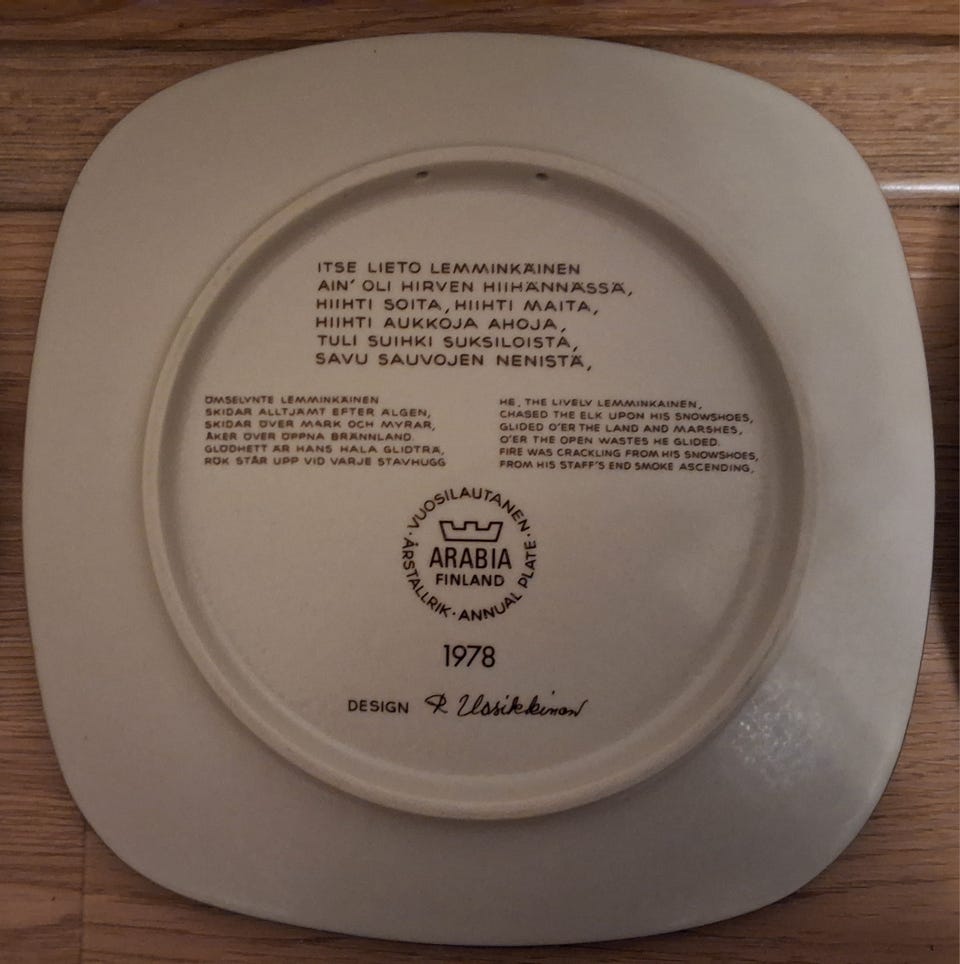 ITSE LIETO LEMMINKÄINEN
AIN' OLI HIRVEN HIIHÄNNÄSSÄ,
HIIHTI SOITA, HIIHTI MAITA,
HIIHTI AUKKOJA AHOJA,
TULI SUIHKI SUKSILOISTA,
SAVU SAUVOJEN NENISTÄ,
ÖMSELYNTE LEMMINKÄINEN
SKIDAR ALLTJÄMT EFTER ÄLGEN,
SKIDAR ÖVER MARK OCH MYRAR,
ÅKER ÖVER ÖPPNA BRÄNNLAND.
GLÖDHETT ÄR HANS HALA GLIDTRÄ,
RÖK STÅR UPP VID VARJE STAVHUGG
HE, THE LIVELY LEMMINKAINEN,
CHASED THE ELK UPON HIS SNOWSHOES,
GLIDED O'ER THE LAND AND MARSHES,
O'ER THE OPEN WASTES HE GLIDED.
FIRE WAS CRACKLING FROM HIS SNOWSHOES,
FROM HIS STAFF'S END SMOKE ASCENDING,
· VUOSILAUTANEN · ANNUAL PLATE · ÅRSTALLRIK
ARABIA
FINLAND
1978
DESIGN R Uosikkinen